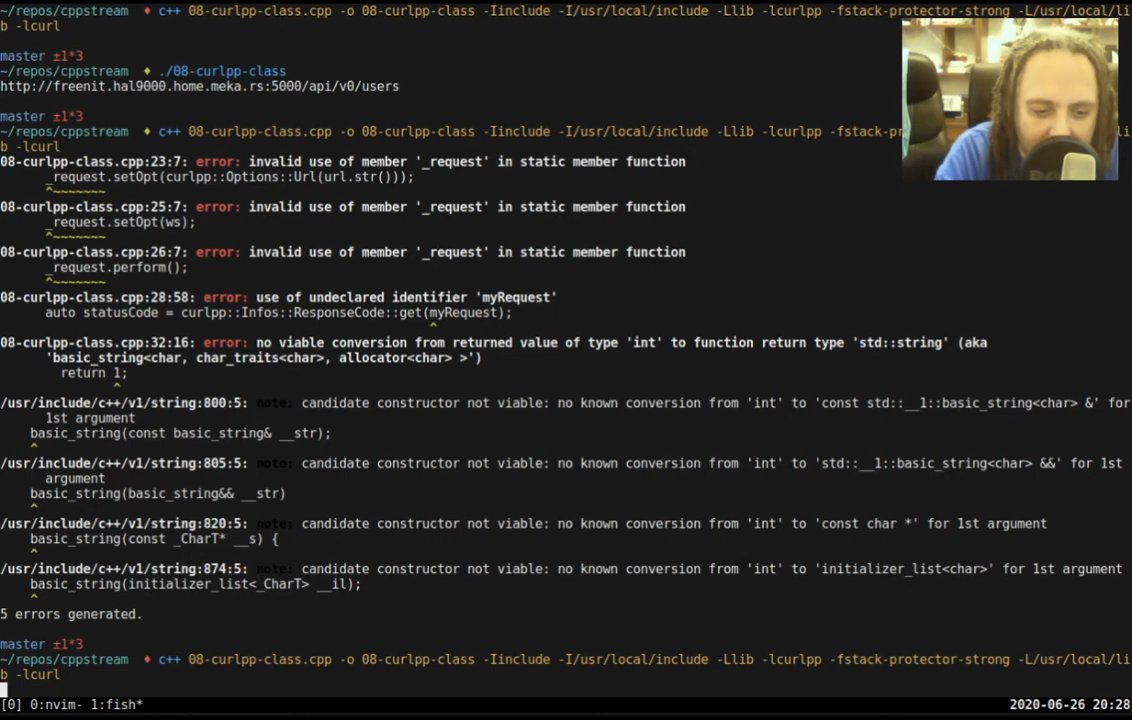 ~/repos/cppstream ♦ c++ 08-curlpp-class.cpp -o 08-curlpp-class -Iinclude -I/usr/local/include -Llib -lcurlpp -fstack-protector-strong -L/usr/local/li
b -lcurl
master ±1*3
~/repos/cppstream ♦ ./08-curlpp-class
http://freenit.hal9000.home.meka.rs:5000/api/v0/users
master ±1*3
~/repos/cppstream ♦ c++ 08-curlpp-class.cpp -o 08-curlpp-class -Iinclude -I/usr/local/include -Llib -lcurlpp -fstack-pr li
b -lcurl
08-curlpp-class.cpp:23:7: error: invalid use of member '_request' in static member function
_request.setOpt(curlpp::Options::Url(url.str()));
^~~~~~~~
08-curlpp-class.cpp:25:7: error: invalid use of member '_request' in static member function
_request.setOpt(ws);
^~~~~~~~
08-curlpp-class.cpp:26:7: error: invalid use of member '_request' in static member function
_request.perform();
^~~~~~~~
08-curlpp-class.cpp:28:58: error: use of undeclared identifier 'myRequest'
auto statusCode = curlpp::Infos::ResponseCode::get(myRequest);
^
08-curlpp-class.cpp:32:16: error: no viable conversion from returned value of type 'int' to function return type 'std::string' (aka
'basic_string<char, char_traits<char>, allocator<char> >')
return 1;
^
/usr/include/c++/v1/string:800:5: note: candidate constructor not viable: no known conversion from 'int' to 'const std::__1::basic_string<char> &' for
1st argument
basic_string(const basic_string& __str);
^
/usr/include/c++/v1/string:805:5: note: candidate constructor not viable: no known conversion from 'int' to 'std::__1::basic_string<char> &&' for 1st
argument
basic_string(basic_string&& __str)
^
/usr/include/c++/v1/string:820:5: note: candidate constructor not viable: no known conversion from 'int' to 'const char *' for 1st argument
basic_string(const _CharT* __s) {
^
/usr/include/c++/v1/string:874:5: note: candidate constructor not viable: no known conversion from 'int' to 'initializer_list<char>' for 1st argument
basic_string(initializer_list<_CharT> __il);
^
5 errors generated.
master ±1*3
~/repos/cppstream ♦ c++ 08-curlpp-class.cpp -o 08-curlpp-class -Iinclude -I/usr/local/include -Llib -lcurlpp -fstack-protector-strong -L/usr/local/li
b -lcurl
[0] 0:nvim- 1:fish* 2020-06-26 20:28